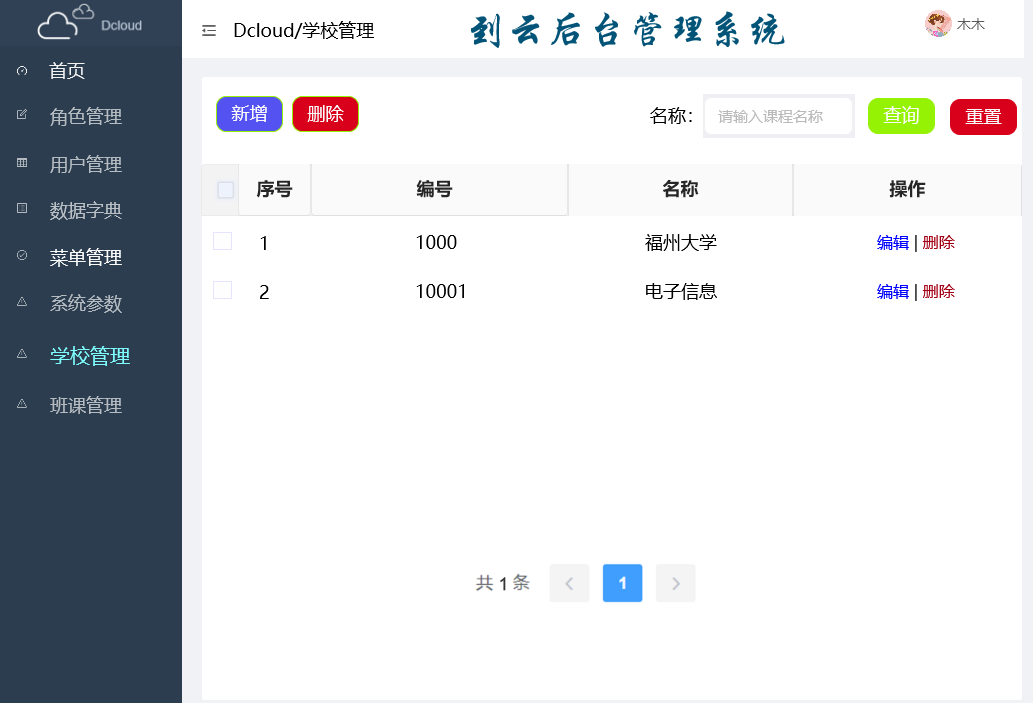 Dcloud
首页
角色管理
用户管理
数据字典
菜单管理
系统参数
学校管理
班课管理
Dcloud/学校管理
到云后台管理系统
木木
新增 删除 名称： 请输入课程名称 查询 重置
序号 编号 名称 操作
1 1000 福州大学 编辑 | 删除
2 10001 电子信息 编辑 | 删除
共 1 条 1